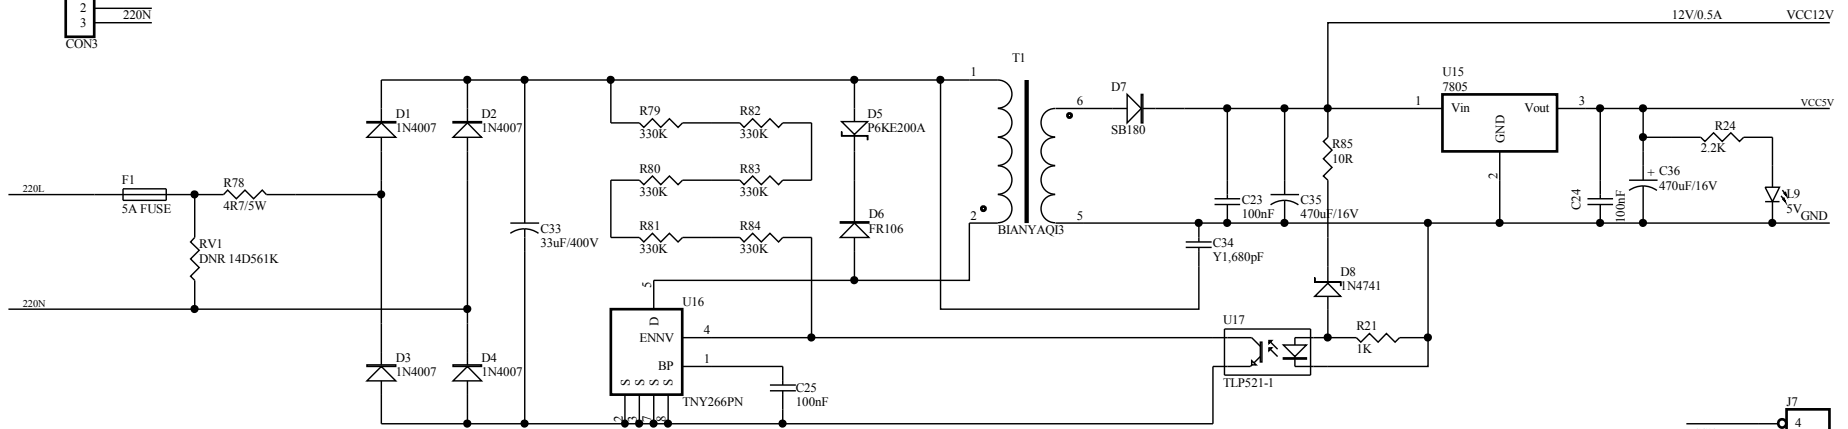 2
220N
3
CON3
12V/0.5A
VCC12V
T1
1
U15
7805
D7
6
SB180
1
Vin
Vout
3
VCC5V
GND
2
D1
1N4007
D2
1N4007
R79
330K
R82
330K
D5
P6KE200A
R85
10R
R24
2.2K
R80
330K
R83
330K
C36
+
470uF/16V
220L
F1
5A FUSE
R78
4R7/5W
C23
100nF
C35
470uF/16V
C24
100nF
L9
5V
GND
2
5
BIANYAQI3
C33
33uF/400V
R81
330K
R84
330K
D6
FR106
RV1
DNR 14D561K
C34
Y1,680pF
5
D8
1N4741
220N
U16
D
ENNV
4
BP
1
S
S
S
S
2
3
7
8
TNY266PN
U17
TLP521-1
R21
1K
D3
1N4007
D4
1N4007
C25
100nF
J7
4